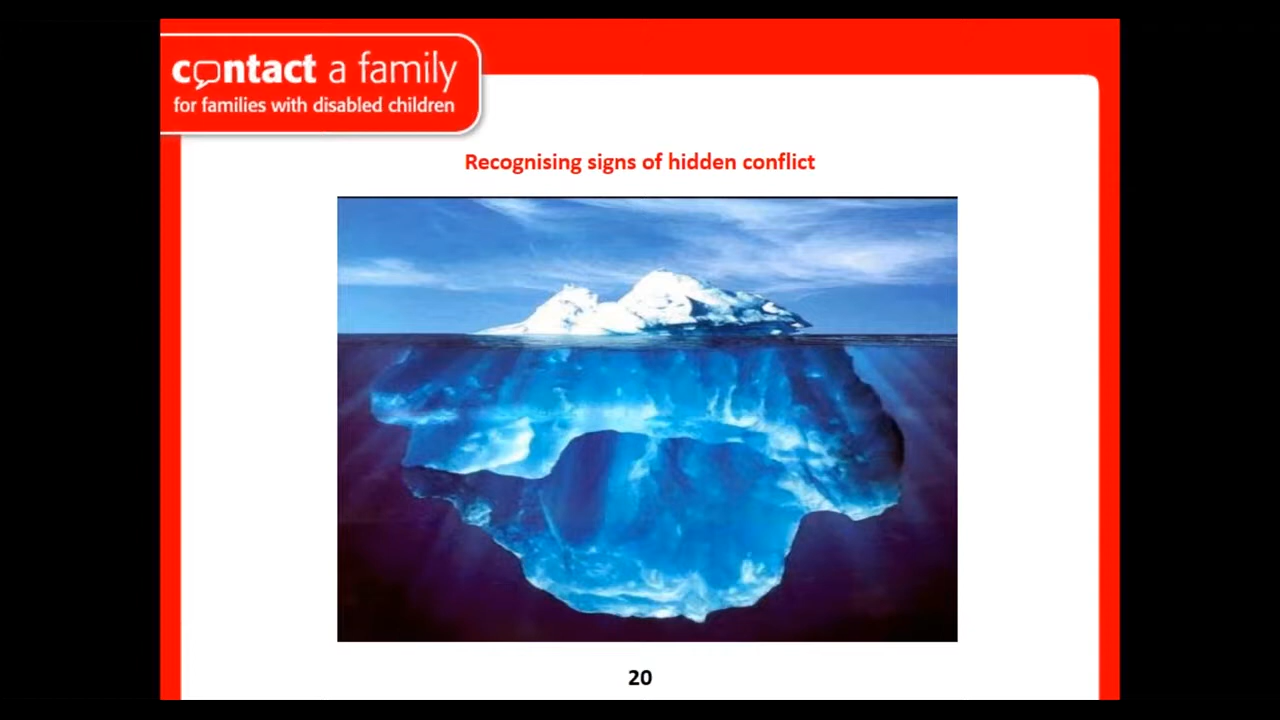 contact a family
for families with disabled children
Recognising signs of hidden conflict
20